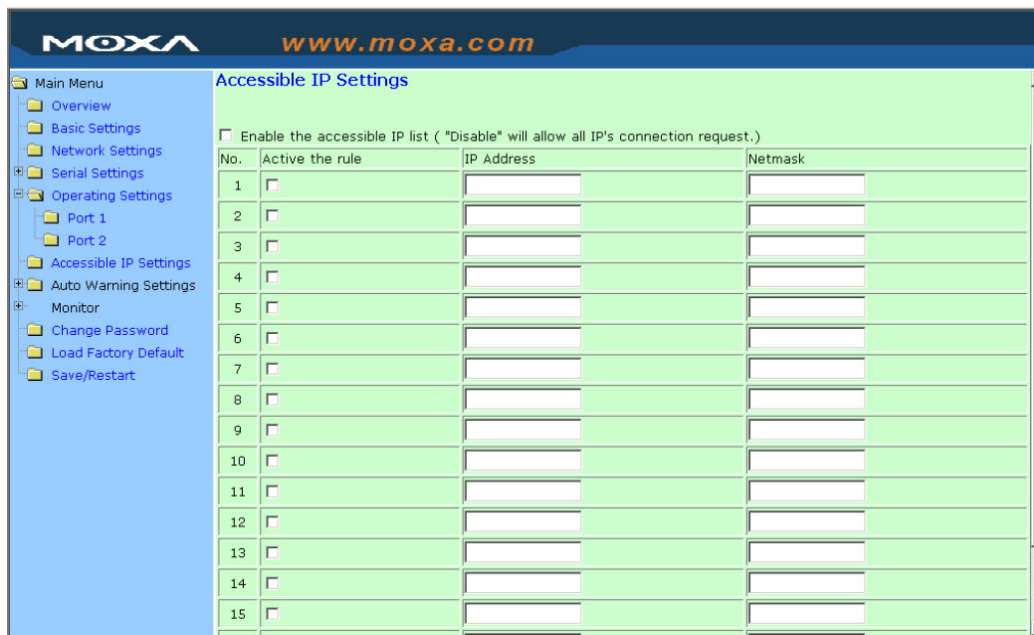 MOXA www.moxa.com
Main Menu
Overview
Basic Settings
Network Settings
Serial Settings
Operating Settings
Port 1
Port 2
Accessible IP Settings
Auto Warning Settings
Monitor
Change Password
Load Factory Default
Save/Restart
Accessible IP Settings
Enable the accessible IP list ( "Disable" will allow all IP's connection request.)
No. Active the rule IP Address Netmask
1
2
3
4
5
6
7
8
9
10
11
12
13
14
15